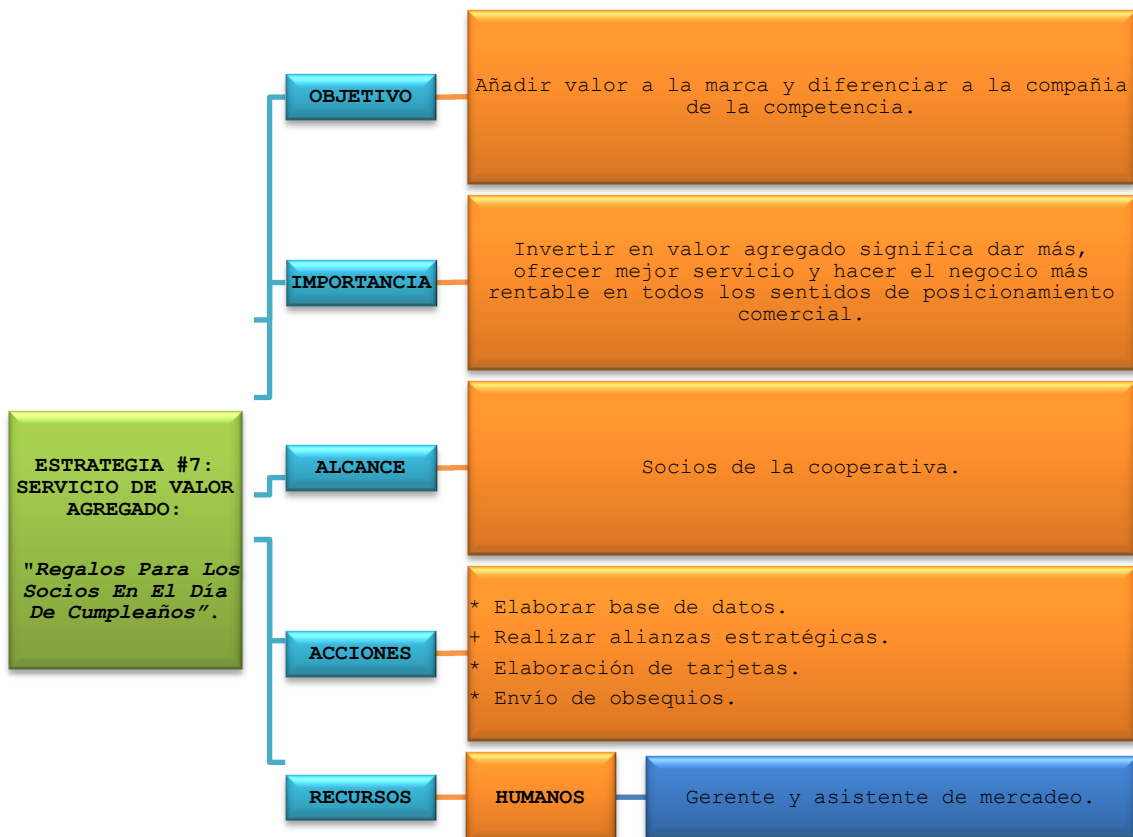 OBJETIVO
Añadir valor a la marca y diferenciar a la compañia
de la competencia.
IMPORTANCIA
Invertir en valor agregado significa dar más,
ofrecer mejor servicio y hacer el negocio más
rentable en todos los sentidos de posicionamiento
comercial.
ESTRATEGIA #7:
SERVICIO DE VALOR
AGREGADO:
"Regalos Para Los
Socios En El Día
De Cumpleaños”.
ALCANCE
Socios de la cooperativa.
ACCIONES
* Elaborar base de datos.
+ Realizar alianzas estratégicas.
* Elaboración de tarjetas.
* Envío de obsequios.
RECURSOS
HUMANOS
Gerente y asistente de mercadeo.